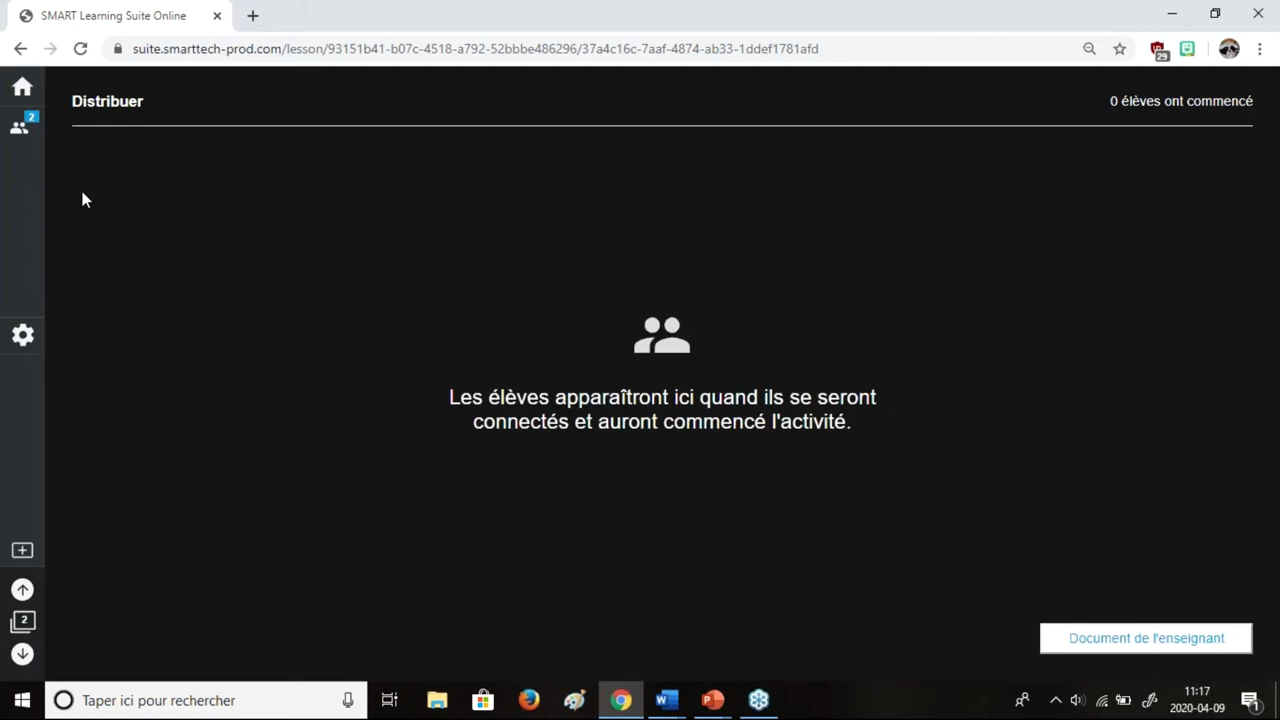 SMART Learning Suite Online
suite.smarttech-prod.com/lesson/93151b41-b07c-4518-a792-52bbbe486296/37a4c16c-7aaf-4874-ab33-1ddef1781afd
29
2
Distribuer
0 élèves ont commencé
Les élèves apparaîtront ici quand ils se seront
connectés et auront commencé l'activité.
2
Document de l'enseignant
Taper ici pour rechercher
11:17
2020-04-09
1